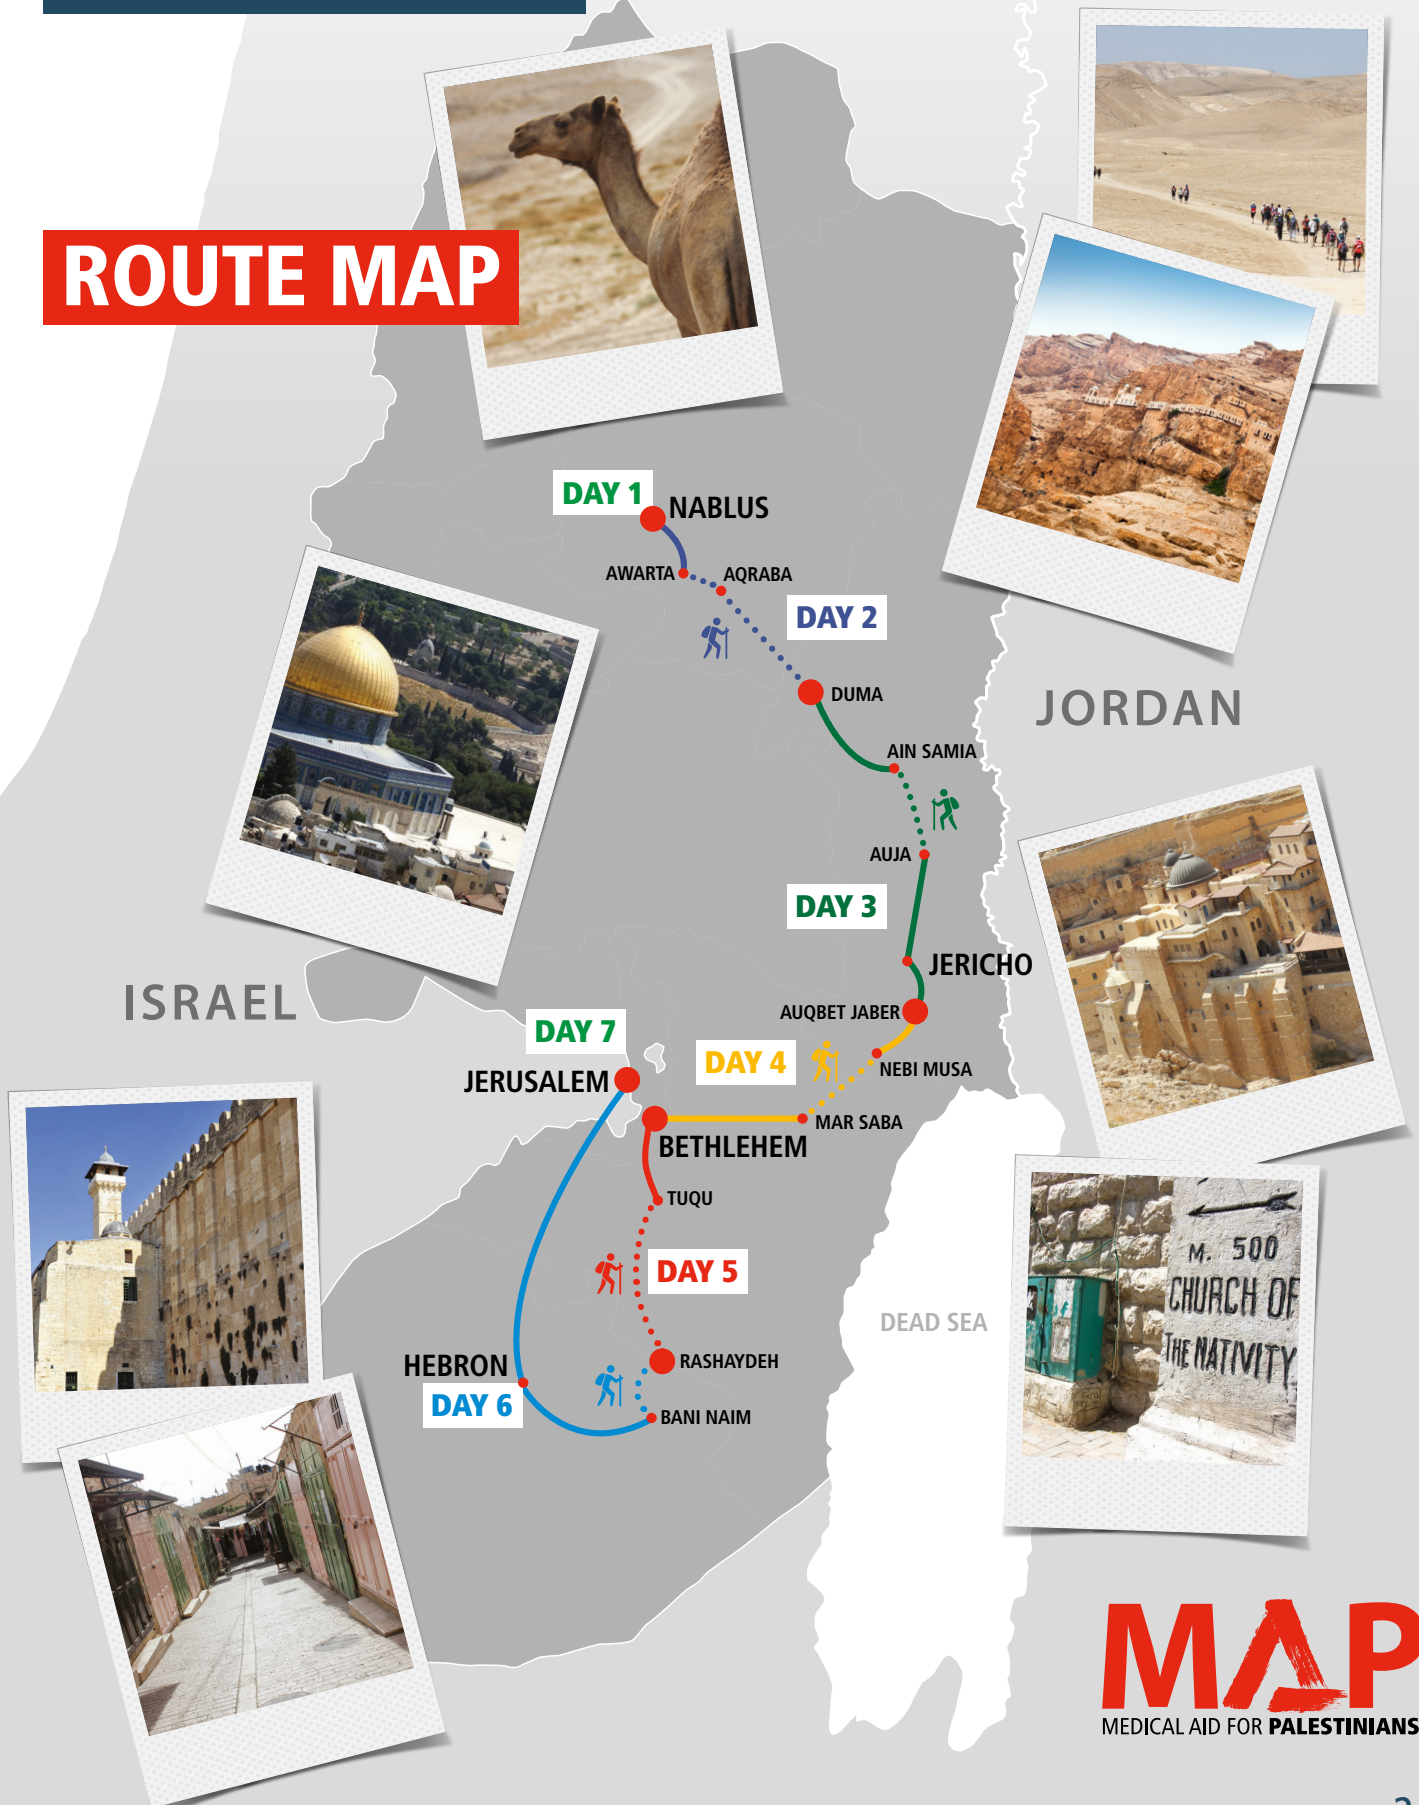 ROUTE MAP
DAY 1
NABLUS
AWARTA
AQRABA
DAY 2
DUMA
JORDAN
AIN SAMIA
AUJA
DAY 3
JERICHO
ISRAEL
AUQBET JABER
DAY 7
DAY 4
NEBI MUSA
JERUSALEM
MAR SABA
BETHLEHEM
TUQU
DAY 5
M. 500
CHURCH OF
THE NATIVITY
DEAD SEA
RASHAYDEH
HEBRON
DAY 6
BANI NAIM
MAP
MEDICAL AID FOR PALESTINIANS